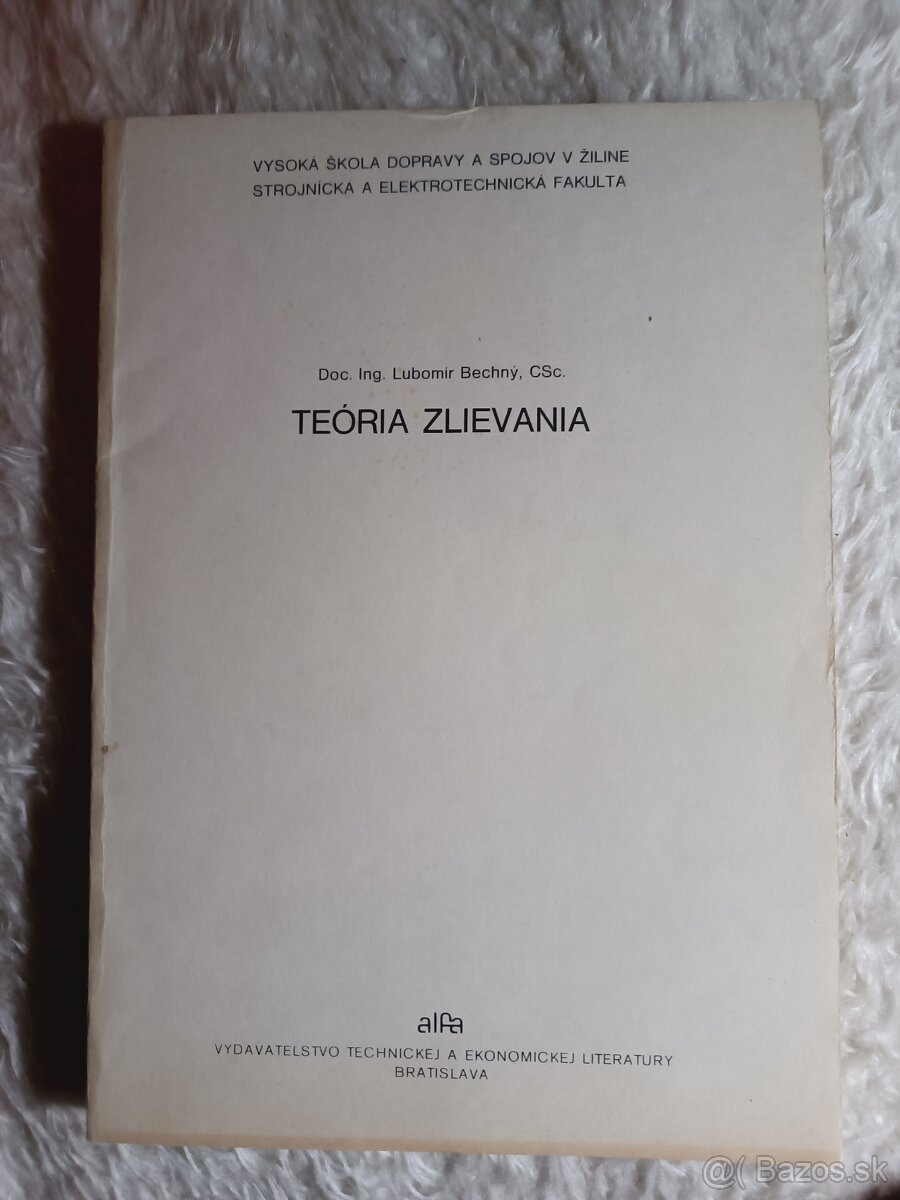 VYSOKÁ ŠKOLA DOPRAVY A SPOJOV V ŽILINE
STROJNÍCKA A ELEKTROTECHNICKÁ FAKULTA
Doc. Ing. Lubomír Bechný, CSc.
TEÓRIA ZLIEVANIA
alfa
VYDAVATELSTVO TECHNICKEJ A EKONOMICKEJ LITERATURY
BRATISLAVA
@( Bazos.sk